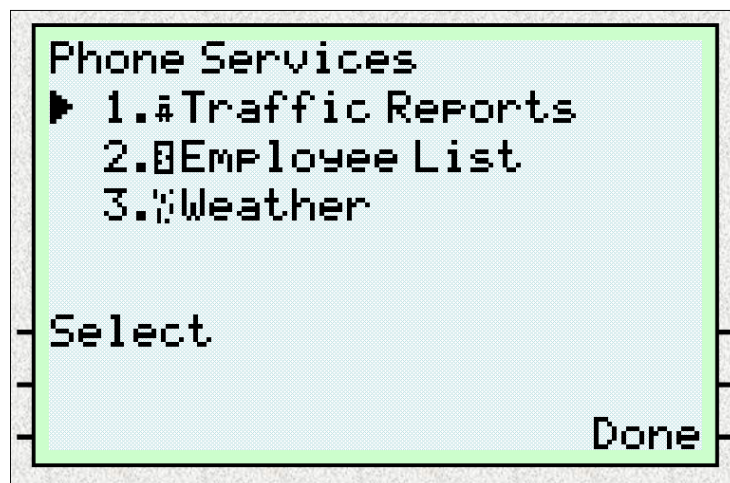 Phone Services
1. Traffic Reports
2. Employee List
3. Weather
Select
Done